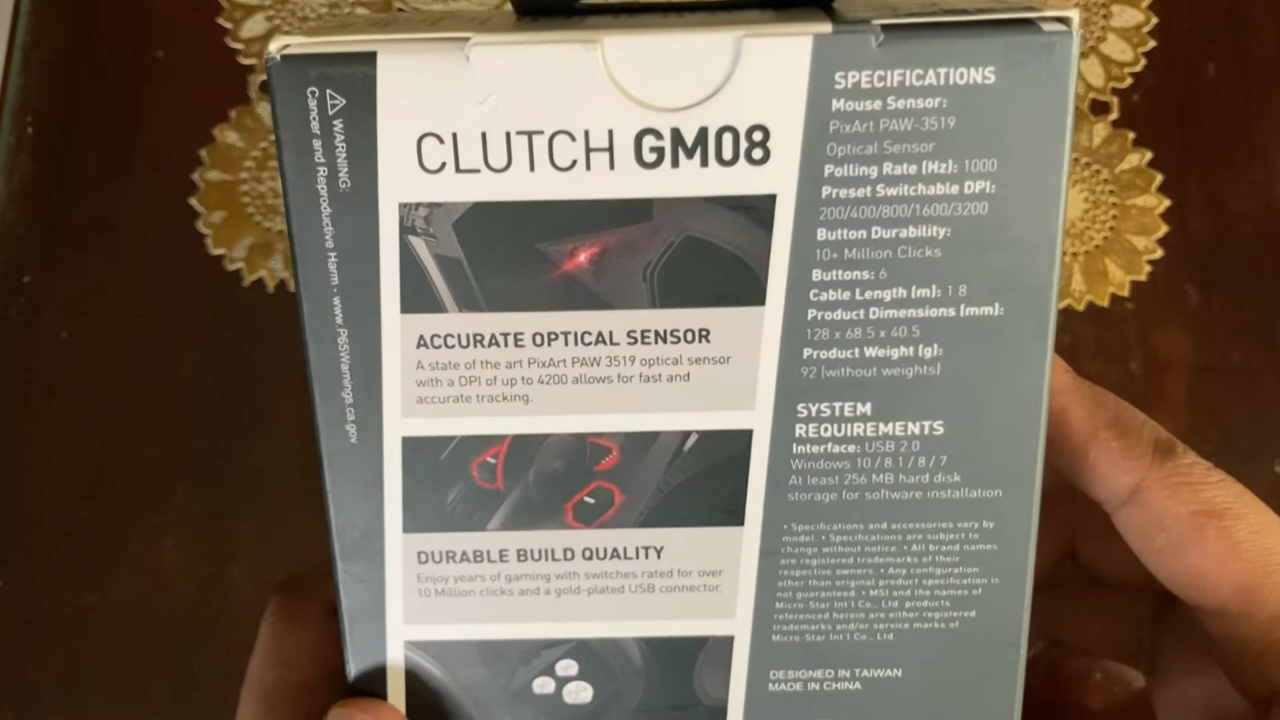 ⚠ WARNING:
Cancer and Reproductive Harm - www.P65Warnings.ca.gov
CLUTCH GM08
ACCURATE OPTICAL SENSOR
A state of the art PixArt PAW 3519 optical sensor
with a DPI of up to 4200 allows for fast and
accurate tracking.
DURABLE BUILD QUALITY
Enjoy years of gaming with switches rated for over
10 Million clicks and a gold-plated USB connector.
SPECIFICATIONS
Mouse Sensor:
PixArt PAW-3519
Optical Sensor
Polling Rate (Hz): 1000
Preset Switchable DPI:
200/400/800/1600/3200
Button Durability:
10+ Million Clicks
Buttons: 6
Cable Length (m): 1.8
Product Dimensions (mm):
128 x 68.5 x 40.5
Product Weight (g):
92 (without weights)
SYSTEM
REQUIREMENTS
Interface: USB 2.0
Windows 10 / 8.1 / 8 / 7
At least 256 MB hard disk
storage for software installation
• Specifications and accessories vary by
model. • Specifications are subject to
change without notice. • All brand names
are registered trademarks of their
respective owners. • Any configuration
other than original product specification is
not guaranteed. • MSI and the names of
Micro-Star Int'l Co., Ltd. products
referenced herein are either registered
trademarks and/or service marks of
Micro-Star Int'l Co., Ltd.
DESIGNED IN TAIWAN
MADE IN CHINA